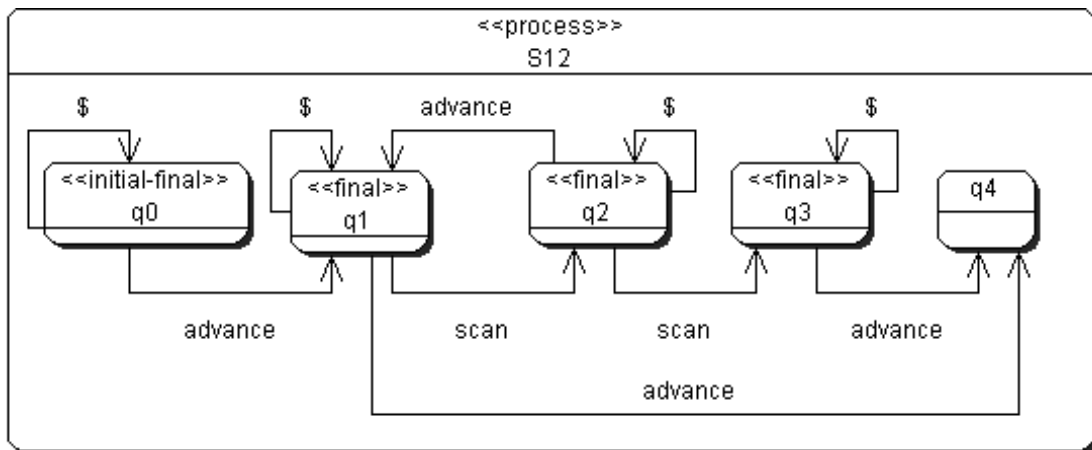 <<process>>
S12
$
$
advance
$
$
<<initial-final>>
q0
<<final>>
q1
<<final>>
q2
<<final>>
q3
q4
advance
scan
scan
advance
advance